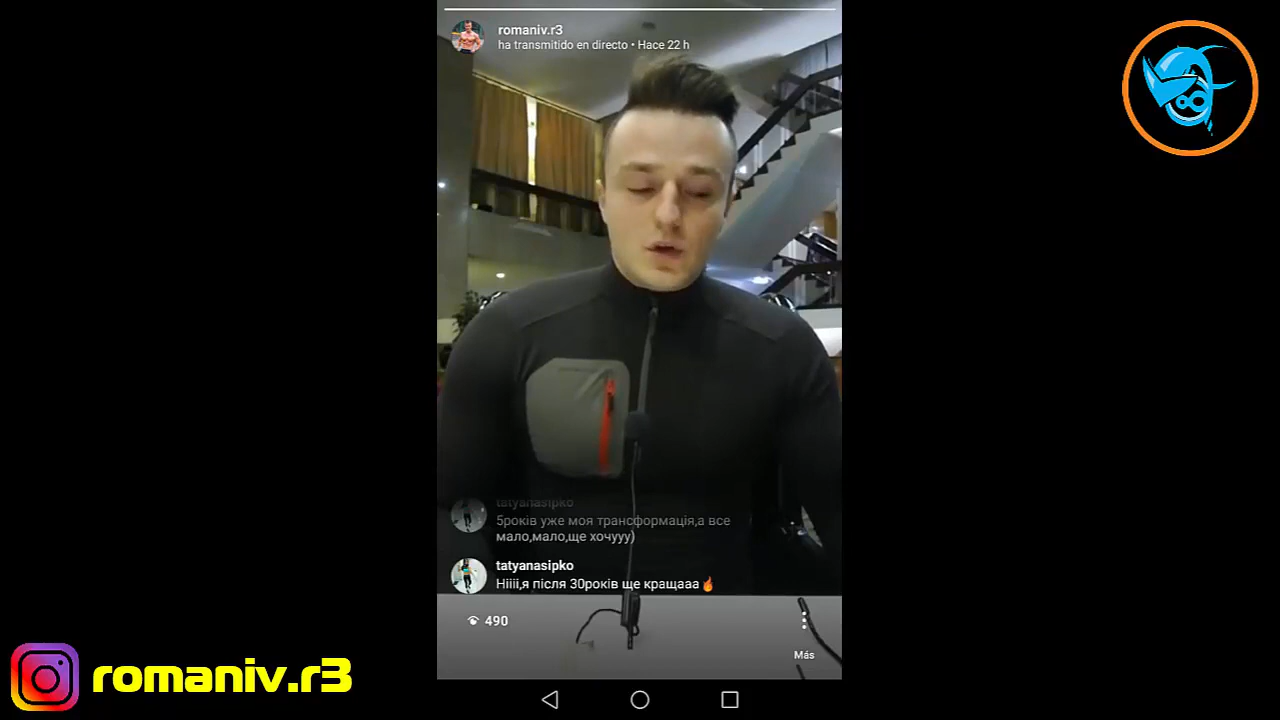 romaniv.r3
ha transmitido en directo • Hace 22 h
tatyanasipko
5років уже моя трансформація,а все
мало,мало,ще хочууу)
tatyanasipko
Нііії,я після 30років ще кращааа🔥
490
Más
romaniv.r3